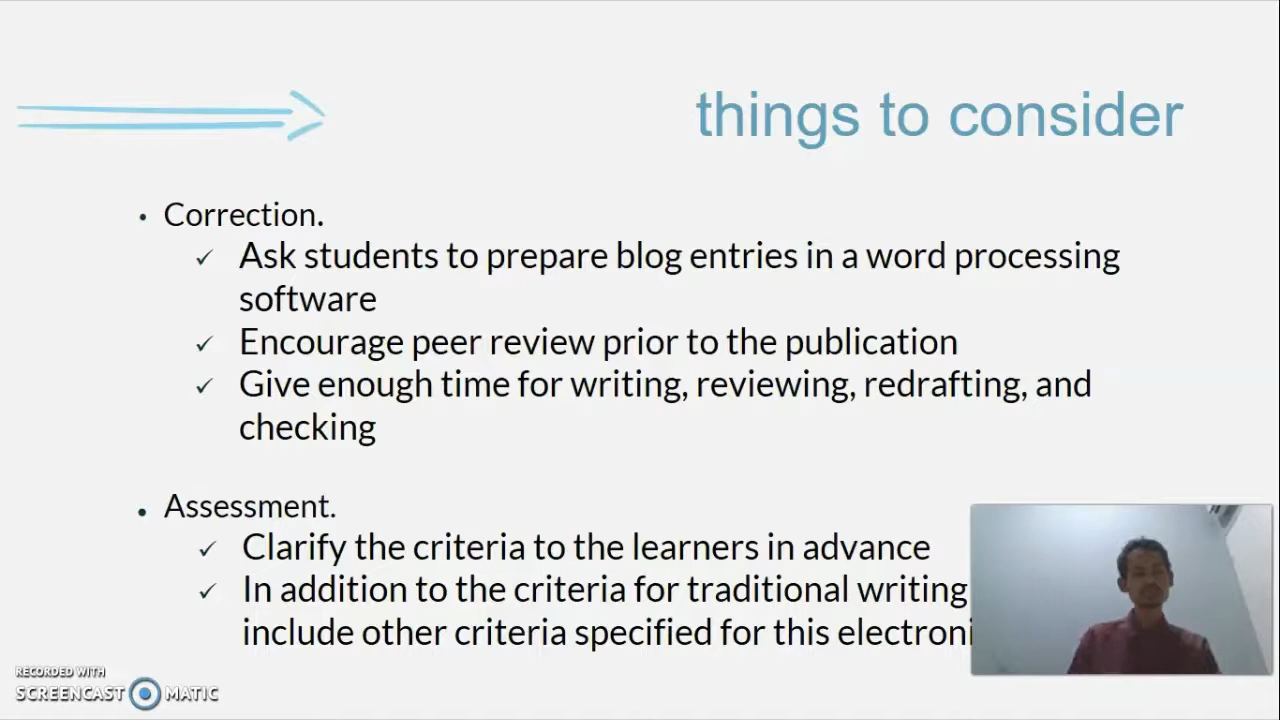 things to consider
Correction.
Ask students to prepare blog entries in a word processing
software
Encourage peer review prior to the publication
Give enough time for writing, reviewing, redrafting, and
checking
Assessment.
Clarify the criteria to the learners in advance
In addition to the criteria for traditional writing
include other criteria specified for this
RECORDED WITH
SCREENCAST MATIC